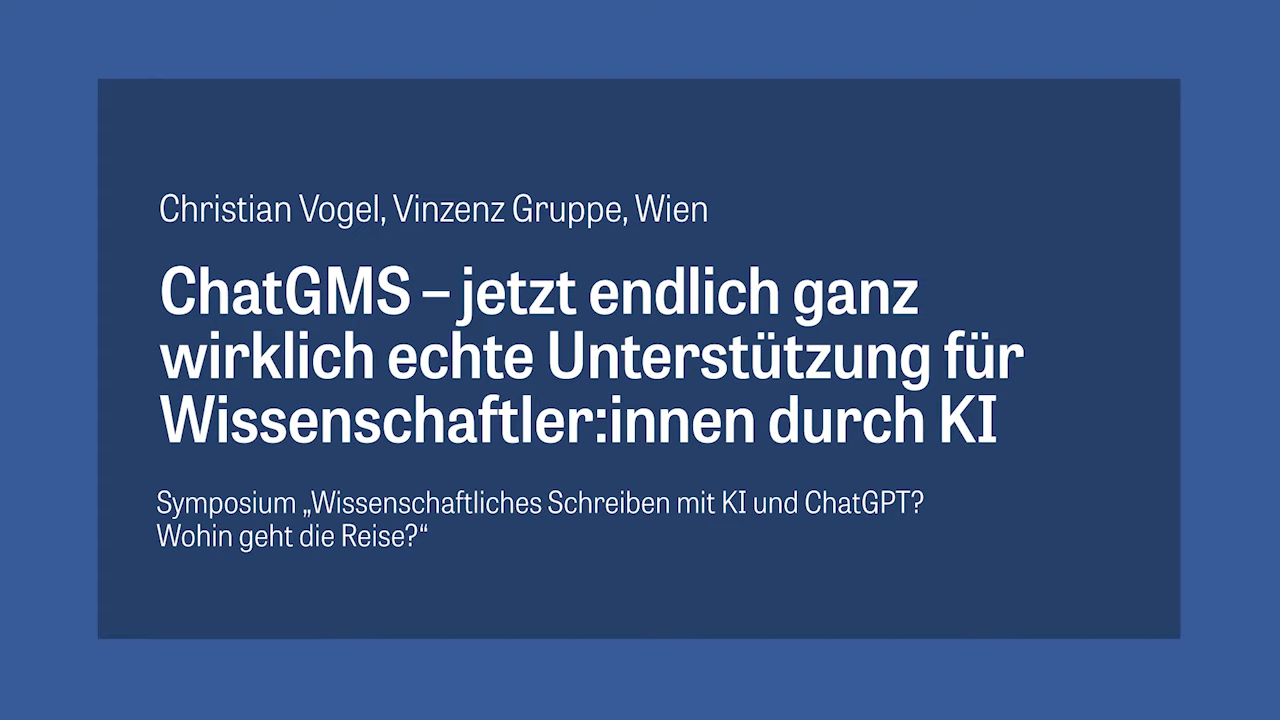 Christian Vogel, Vinzenz Gruppe, Wien
ChatGMS – jetzt endlich ganz
wirklich echte Unterstützung für
Wissenschaftler:innen durch KI
Symposium „Wissenschaftliches Schreiben mit KI und ChatGPT?
Wohin geht die Reise?“